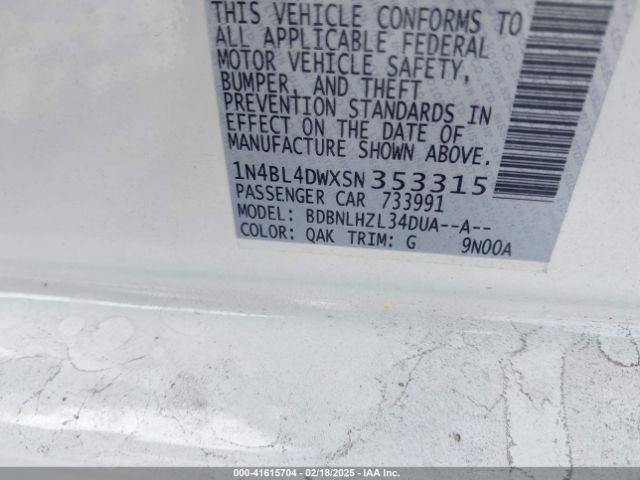 THIS VEHICLE CONFORMS TO
ALL APPLICABLE FEDERAL
MOTOR VEHICLE SAFETY,
BUMPER, AND THEFT
PREVENTION STANDARDS IN
EFFECT ON THE DATE OF
MANUFACTURE SHOWN ABOVE.
1N4BL4DWXSN353315
PASSENGER CAR 733991
MODEL: BDBNLHZL34DUA--A--
COLOR: QAK TRIM: G 9N00A
000-41615704 - 02/18/2025 - IAA Inc.